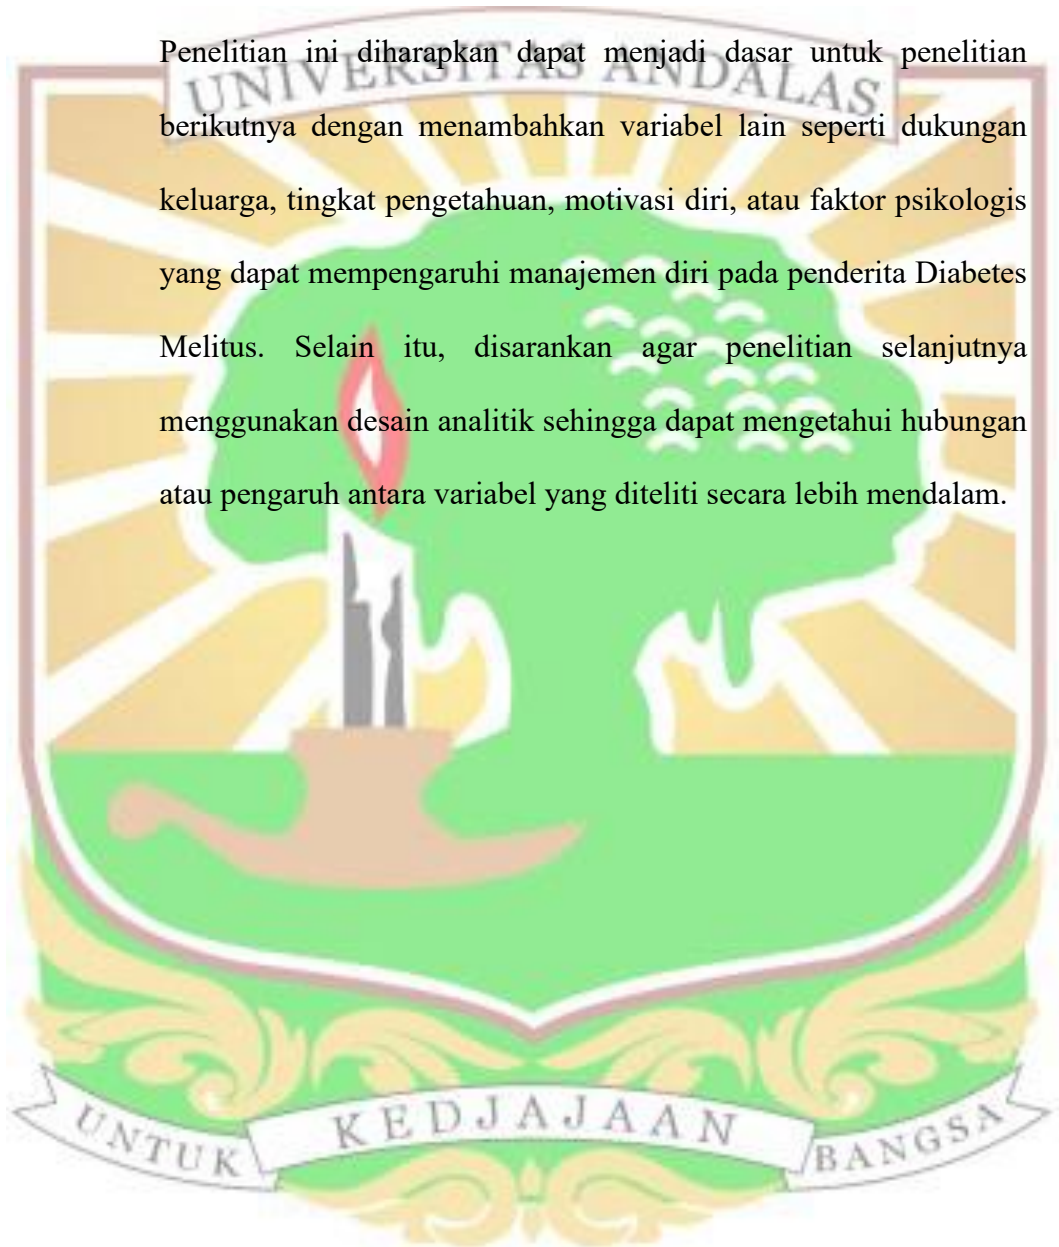 Penelitian ini diharapkan dapat menjadi dasar untuk penelitian
UNIVERSITAS ANDALAS
berikutnya dengan menambahkan variabel lain seperti dukungan
keluarga, tingkat pengetahuan, motivasi diri, atau faktor psikologis
yang dapat mempengaruhi manajemen diri pada penderita Diabetes
Melitus. Selain itu, disarankan agar penelitian selanjutnya
menggunakan desain analitik sehingga dapat mengetahui hubungan
atau pengaruh antara variabel yang diteliti secara lebih mendalam.
UNTUK KEDJAJAAN BANGSA